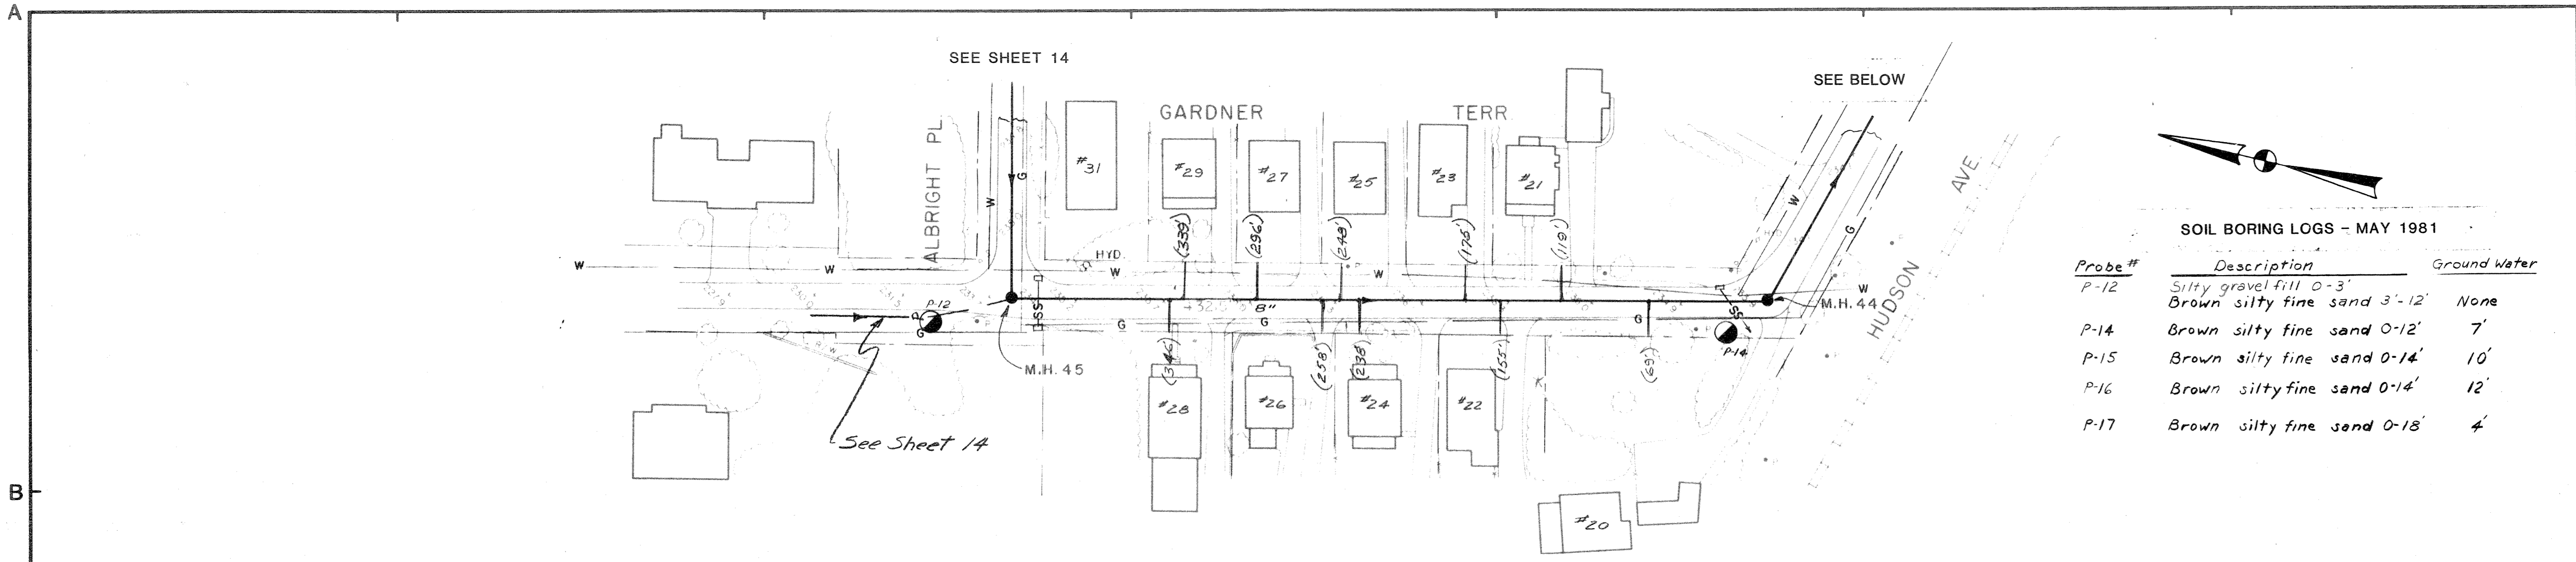 A
SEE SHEET 14
SEE BELOW
GARDNER TERR.
ALBRIGHT PL.
HUDSON AVE.
#31
#29
#27
#25
#23
#21
W
G
W
W
HYD.
W
W
W
G
W
(339')
(296')
(248')
(175')
(119')
P-12
8"
SS
M.H. 44
G
G
G
G
SS
P-14
R.W.
M.H. 45
(346')
(258')
(238')
(155')
(69')
#28
#26
#24
#22
#20
See Sheet 14
B
SOIL BORING LOGS - MAY 1981
Probe # Description Ground Water
P-12 Silty gravel fill 0-3'
Brown silty fine sand 3'-12' None
P-14 Brown silty fine sand 0-12' 7'
P-15 Brown silty fine sand 0-14' 10'
P-16 Brown silty fine sand 0-14' 12'
P-17 Brown silty fine sand 0-18' 4'